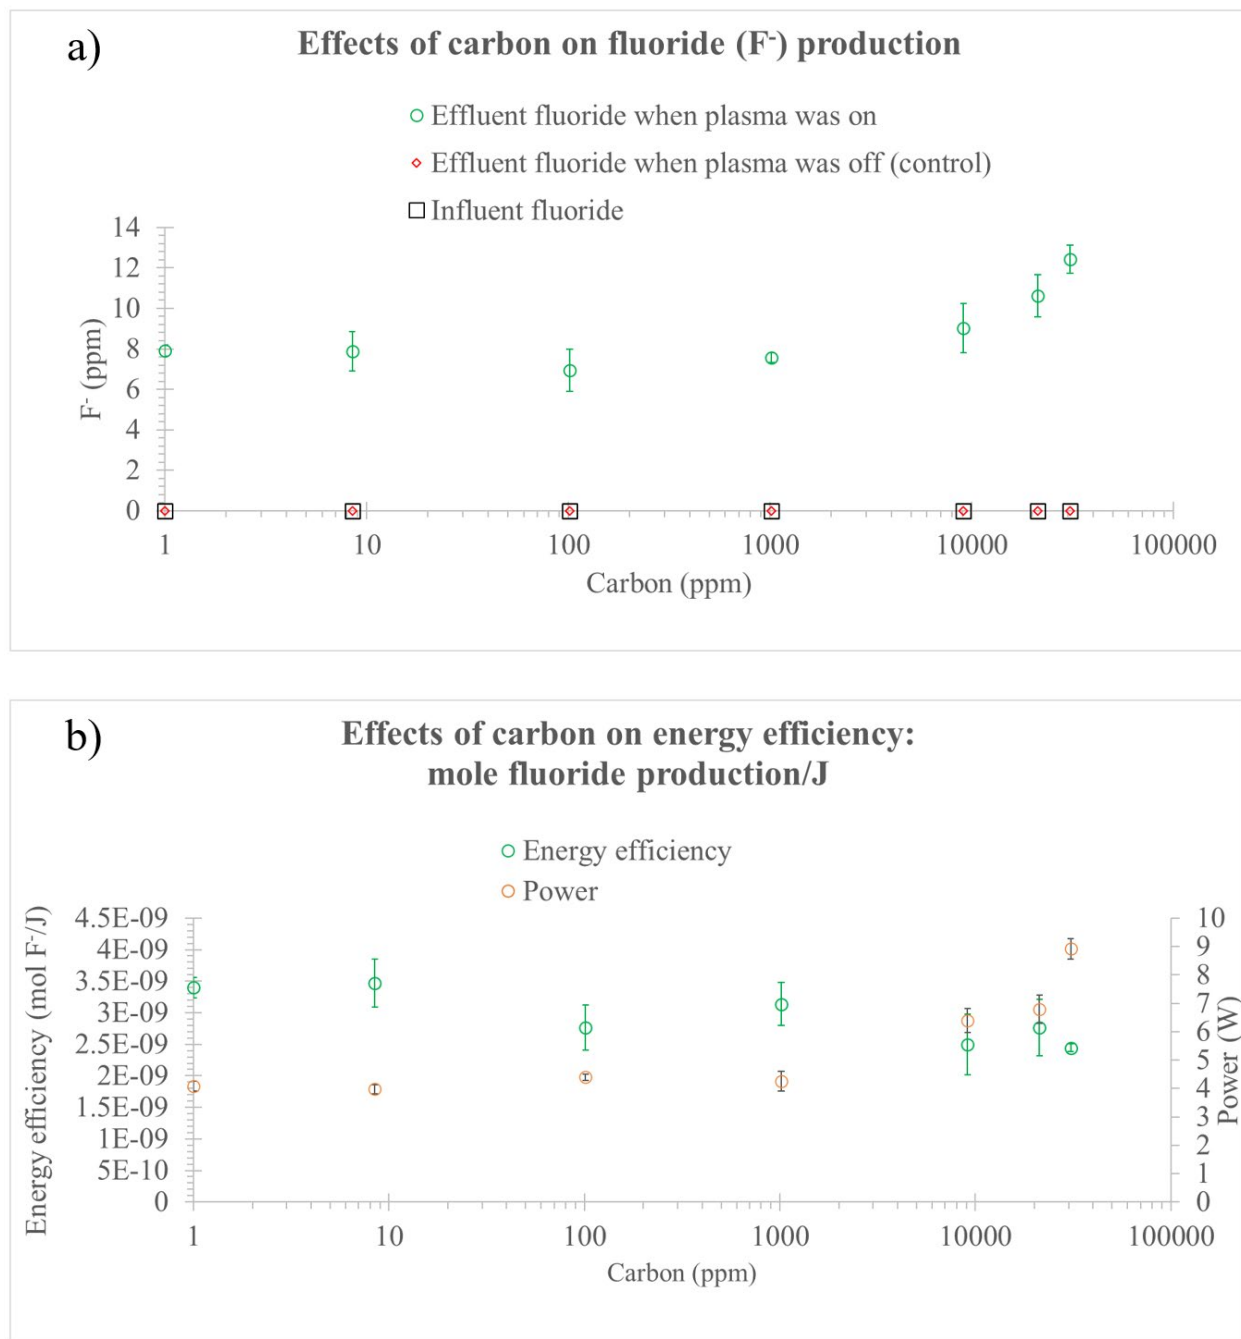 a)
Effects of carbon on fluoride (F⁻) production
Effluent fluoride when plasma was on
Effluent fluoride when plasma was off (control)
Influent fluoride
14
12
10
8
6
4
2
0
F⁻ (ppm)
1 10 100 1000 10000 100000
Carbon (ppm)
b)
Effects of carbon on energy efficiency:
mole fluoride production/J
Energy efficiency
Power
Energy efficiency (mol F⁻/J)
4.5E-09
4E-09
3.5E-09
3E-09
2.5E-09
2E-09
1.5E-09
1E-09
5E-10
0
10
9
8
7
6
5
4
3
2
1
0
Power (W)
1 10 100 1000 10000 100000
Carbon (ppm)